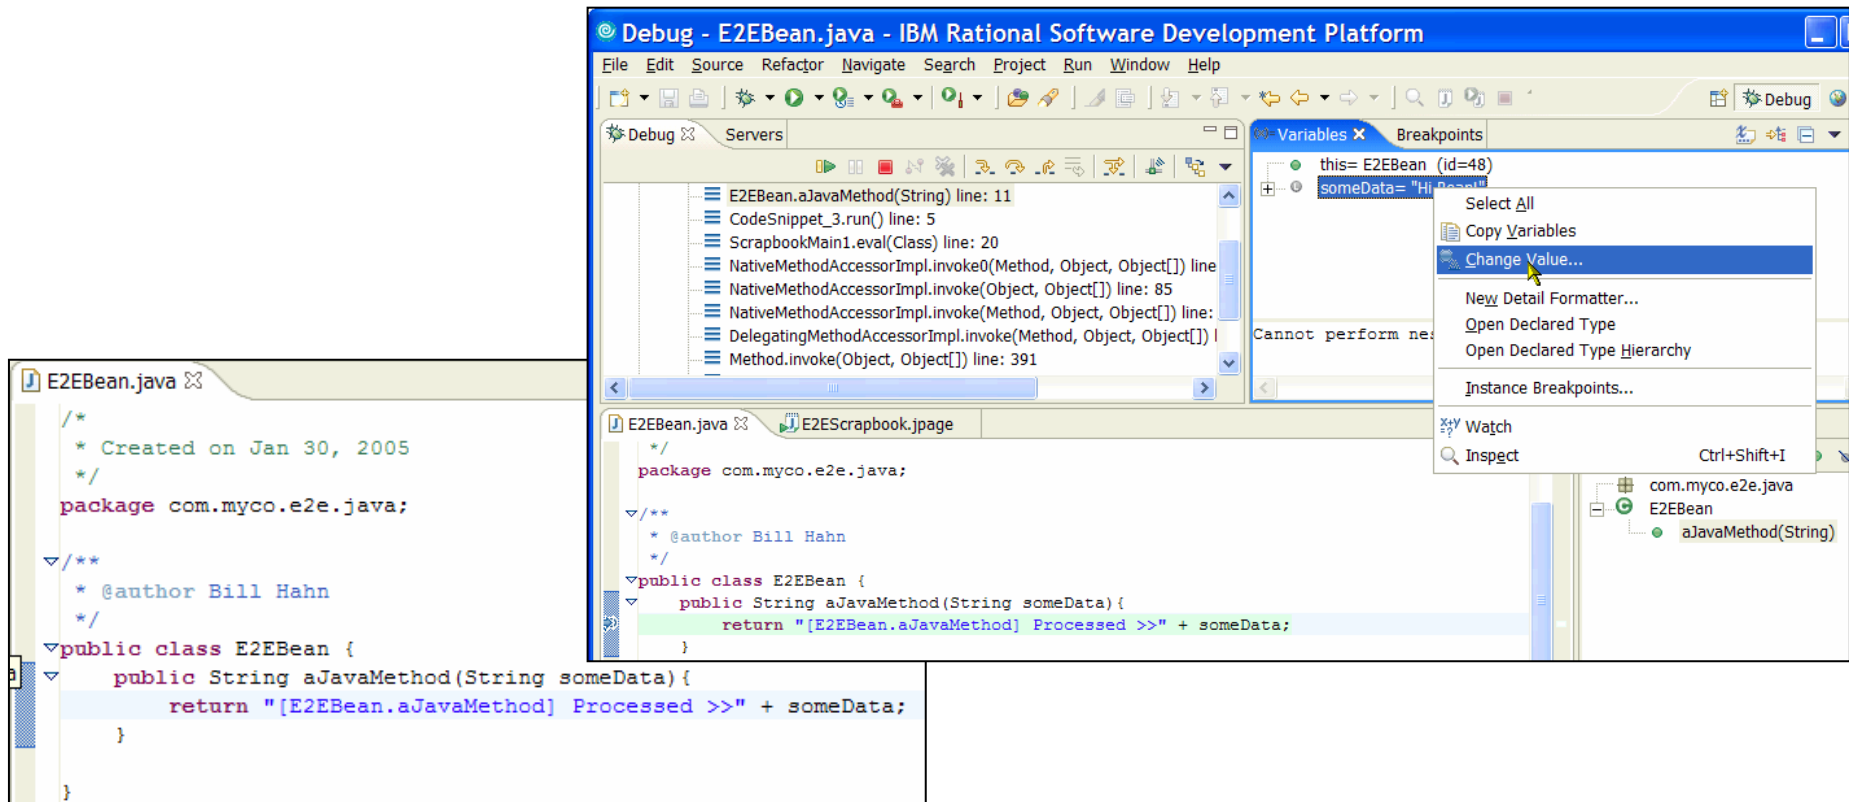 Debug - E2EBean.java - IBM Rational Software Development Platform
File Edit Source Refactor Navigate Search Project Run Window Help
Debug
Debug Servers
Variables Breakpoints
E2EBean.aJavaMethod(String) line: 11
CodeSnippet_3.run() line: 5
ScrapbookMain1.eval(Class) line: 20
NativeMethodAccessorImpl.invoke0(Method, Object, Object[]) line
NativeMethodAccessorImpl.invoke(Object, Object[]) line: 85
NativeMethodAccessorImpl.invoke(Method, Object, Object[]) line:
DelegatingMethodAccessorImpl.invoke(Method, Object, Object[]) l
Method.invoke(Object, Object[]) line: 391
this= E2EBean (id=48)
someData= "Hi Bean!"
Cannot perform nes
Select All
Copy Variables
Change Value...
New Detail Formatter...
Open Declared Type
Open Declared Type Hierarchy
Instance Breakpoints...
Watch
Inspect Ctrl+Shift+I
E2EBean.java E2EScrapbook.jpage
*/
package com.myco.e2e.java;
/**
* @author Bill Hahn
*/
public class E2EBean {
public String aJavaMethod(String someData){
return "[E2EBean.aJavaMethod] Processed >>" + someData;
}
com.myco.e2e.java
E2EBean
aJavaMethod(String)
E2EBean.java
/*
* Created on Jan 30, 2005
*/
package com.myco.e2e.java;
/**
* @author Bill Hahn
*/
public class E2EBean {
public String aJavaMethod(String someData){
return "[E2EBean.aJavaMethod] Processed >>" + someData;
}
}